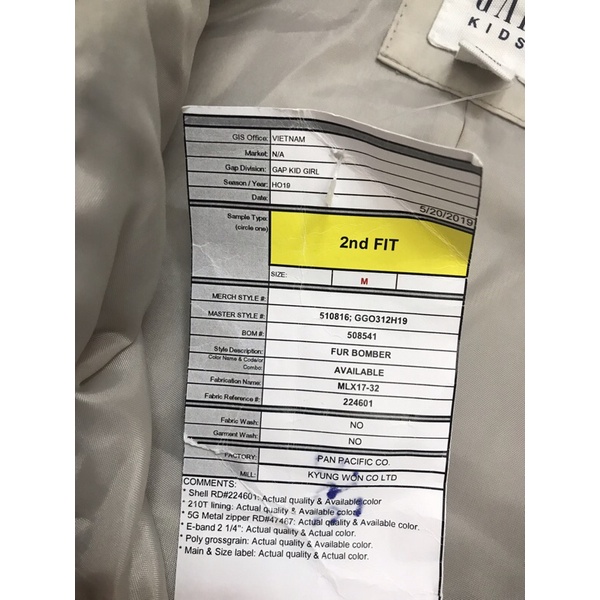 GAP
KIDS
GIS Office: VIETNAM
Market: N/A
Gap Division: GAP KID GIRL
Season / Year: HO19
Date: 5/20/2019
Sample Type: (circle one) 2nd FIT
SIZE: M
MERCH STYLE #:
MASTER STYLE #: 510816; GGO312H19
BOM #: 508541
Style Description: FUR BOMBER
Color Name & Code/or Combo: AVAILABLE
Fabrication Name: MLX17-32
Fabric Reference #: 224601
Fabric Wash: NO
Garment Wash: NO
FACTORY: PAN PACIFIC CO.
MILL: KYUNG WON CO LTD
COMMENTS:
* Shell RD#224601: Actual quality & Available color
* 210T lining: Actual quality & Available color.
* 5G Metal zipper RD#47467: Actual quality & Available color.
* E-band 2 1/4": Actual quality & Actual color.
* Poly grossgrain: Actual quality & Available color.
* Main & Size label: Actual quality & Actual color